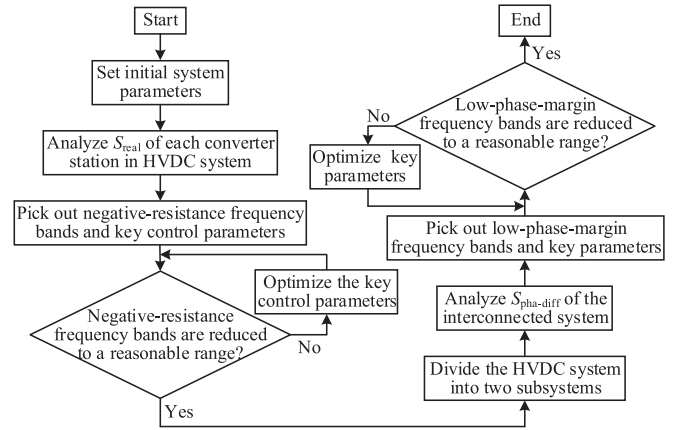 Start
Set initial system
parameters
Analyze Sreal of each converter
station in HVDC system
Pick out negative-resistance frequency
bands and key control parameters
Optimize the key
control parameters
Negative-resistance
frequency bands are reduced
to a reasonable range?
No
Yes
Divide the HVDC system
into two subsystems
Analyze Spha-diff of the
interconnected system
Pick out low-phase-margin
frequency bands and key parameters
Optimize key
parameters
No
Low-phase-margin
frequency bands are reduced
to a reasonable range?
Yes
End